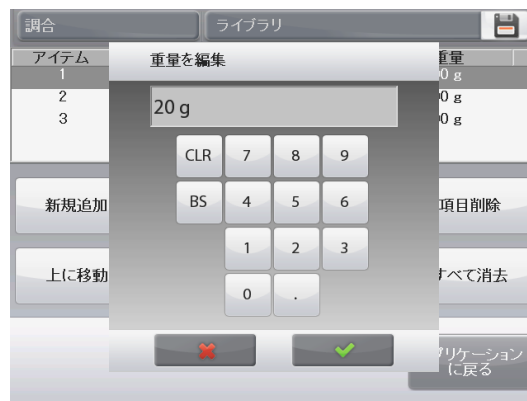 調合
ライブラリ
アイテム
重量
1
0 g
2
0 g
3
0 g
重量を編集
20 g
CLR 7 8 9
BS 4 5 6
1 2 3
0 .
新規追加
項目削除
上に移動
すべて消去
プリケーション
に戻る